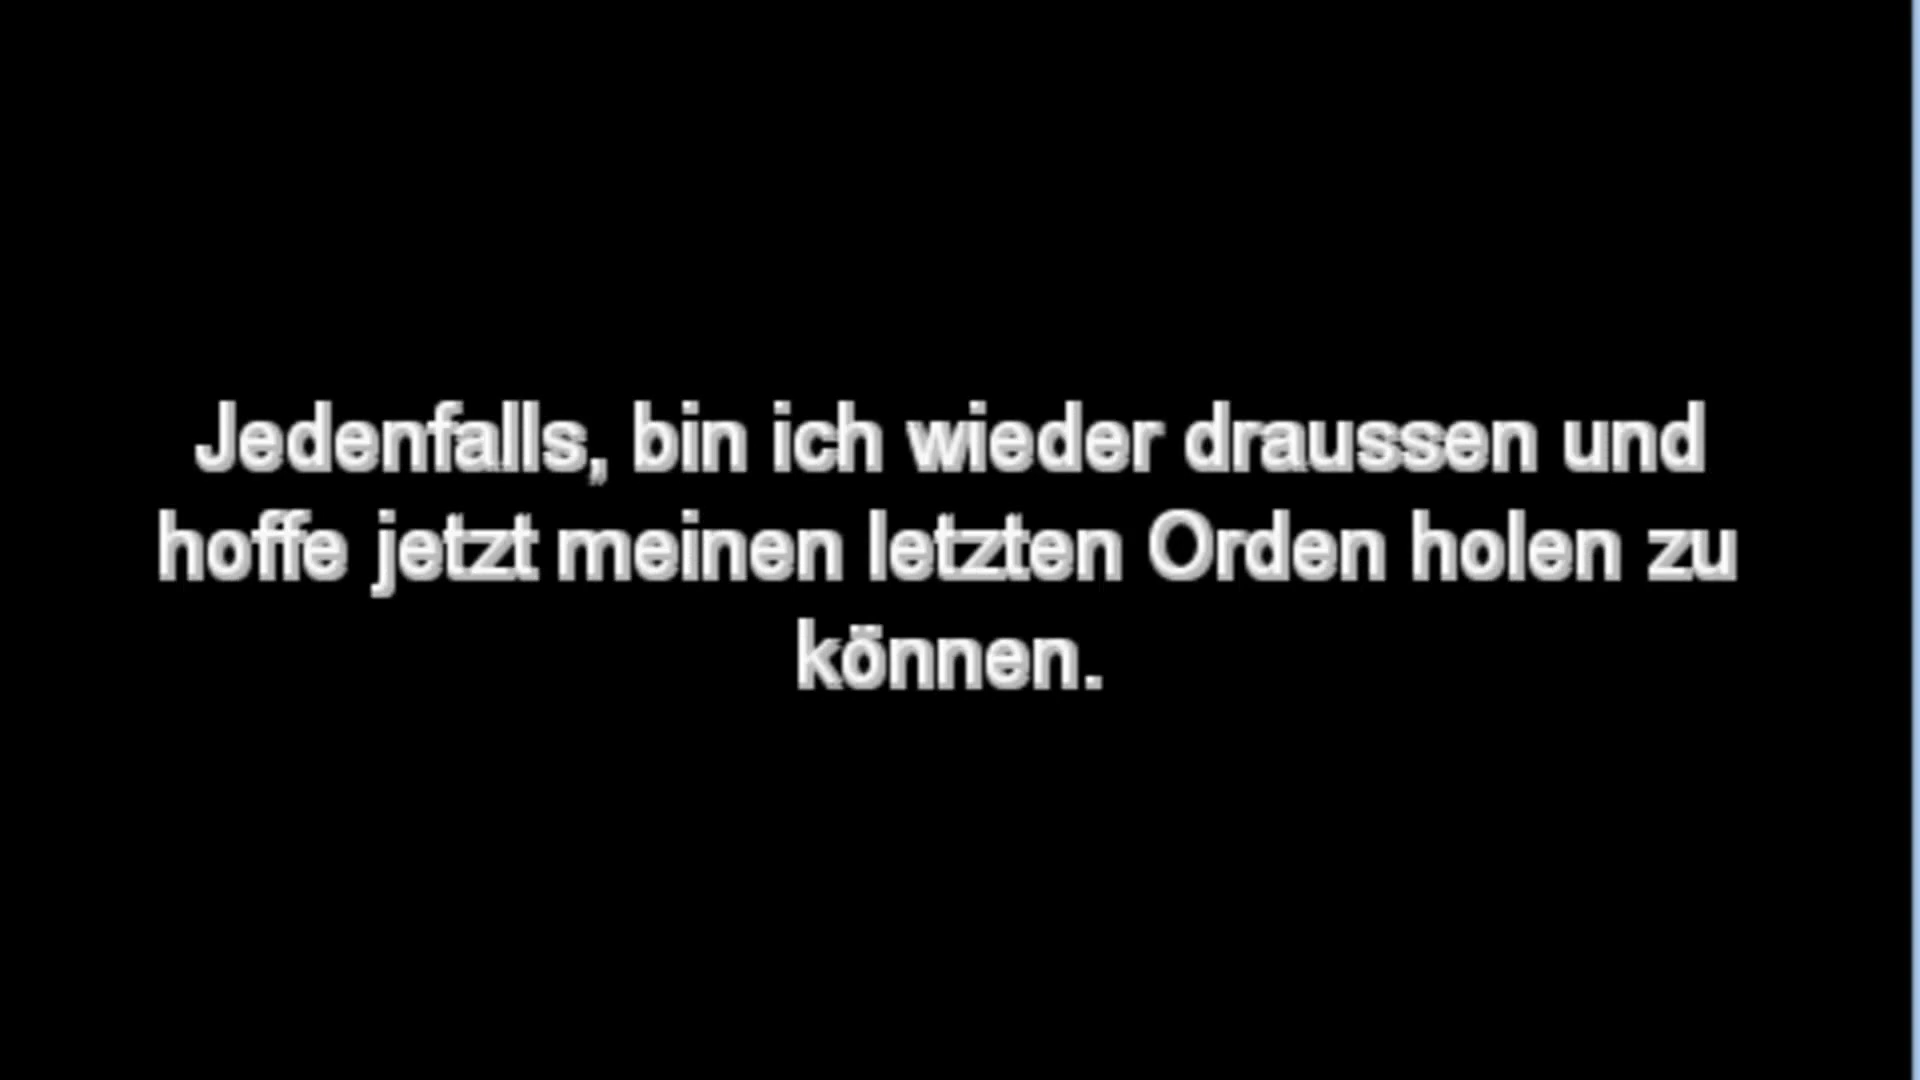 Jedenfalls, bin ich wieder draussen und
hoffe jetzt meinen letzten Orden holen zu
können.